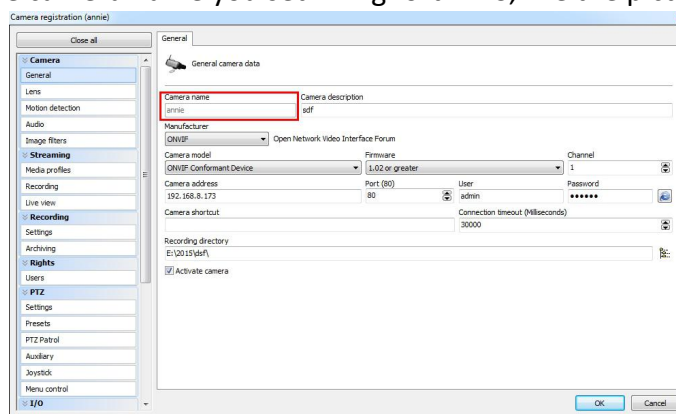 Camera registration (annie)
Close all
Camera
General
Lens
Motion detection
Audio
Image filters
Streaming
Media profiles
Recording
Live view
Recording
Settings
Archiving
Rights
Users
PTZ
Settings
Presets
PTZ Patrol
Auxiliary
Joystick
Menu control
I/O
General
General camera data
Camera name Camera description
annie sdf
Manufacturer
ONVIF Open Network Video Interface Forum
Camera model Firmware Channel
ONVIF Conformant Device 1.02 or greater 1
Camera address Port (80) User Password
192.168.8.173 80 admin ••••••
Camera shortcut Connection timeout (Miliseconds)
30000
Recording directory
E:\2015\dsf\
Activate camera
OK Cancel